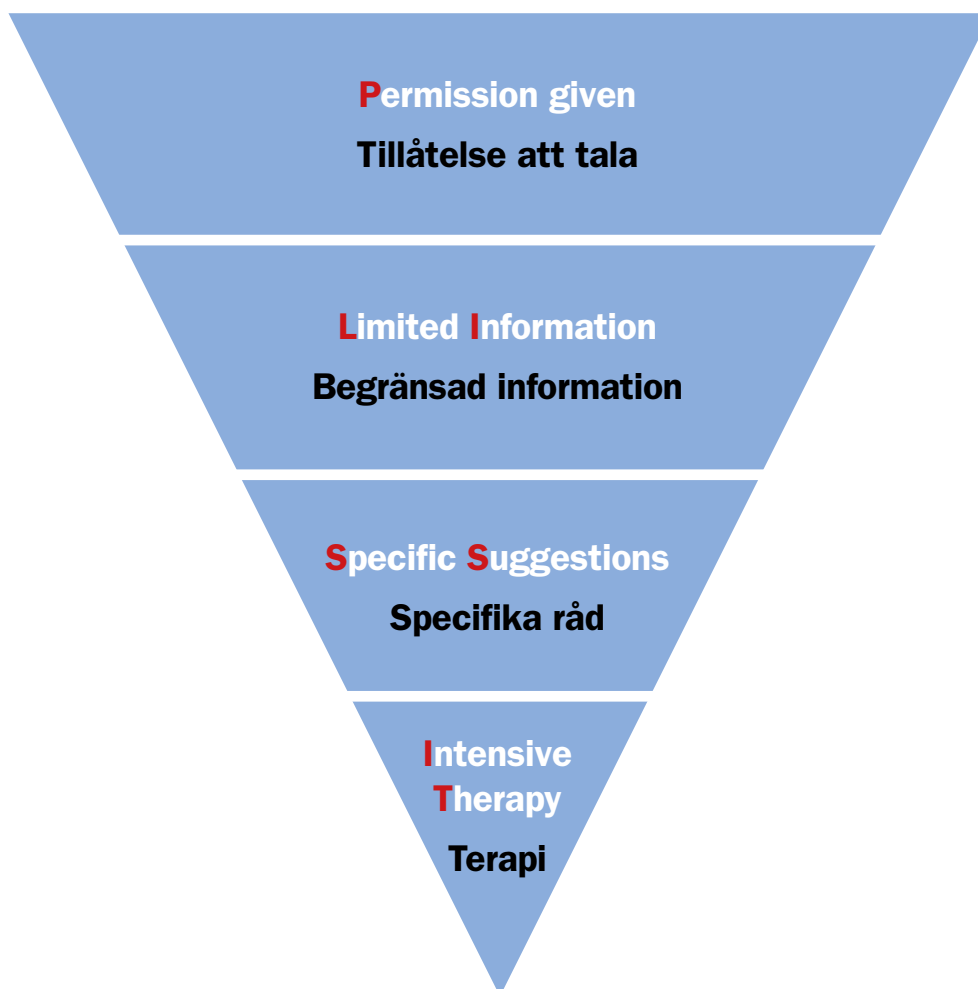 Permission given
Tillåtelse att tala
Limited Information
Begränsad information
Specific Suggestions
Specifika råd
Intensive
Therapy
Terapi